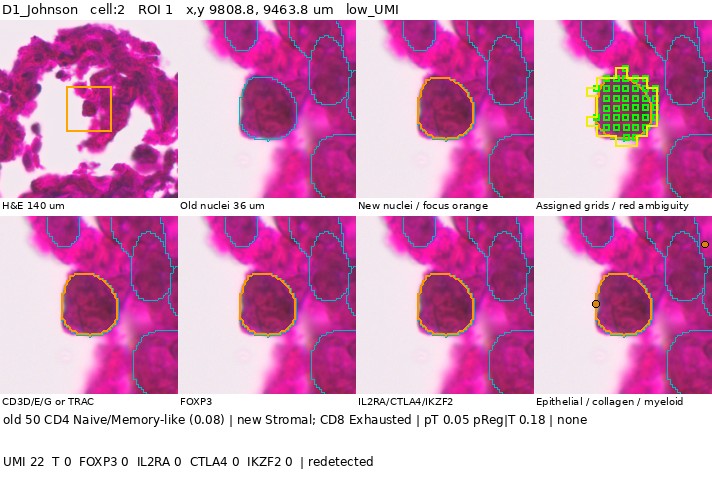 D1_Johnson cell:2 ROI 1 x,y 9808.8, 9463.8 um low_UMI
H&E 140 um
Old nuclei 36 um
New nuclei / focus orange
Assigned grids / red ambiguity
CD3D/E/G or TRAC
FOXP3
IL2RA/CTLA4/IKZF2
Epithelial / collagen / myeloid
old 50 CD4 Naive/Memory-like (0.08) | new Stromal; CD8 Exhausted | pT 0.05 pReg|T 0.18 | none
UMI 22 T 0 FOXP3 0 IL2RA 0 CTLA4 0 IKZF2 0 | redetected